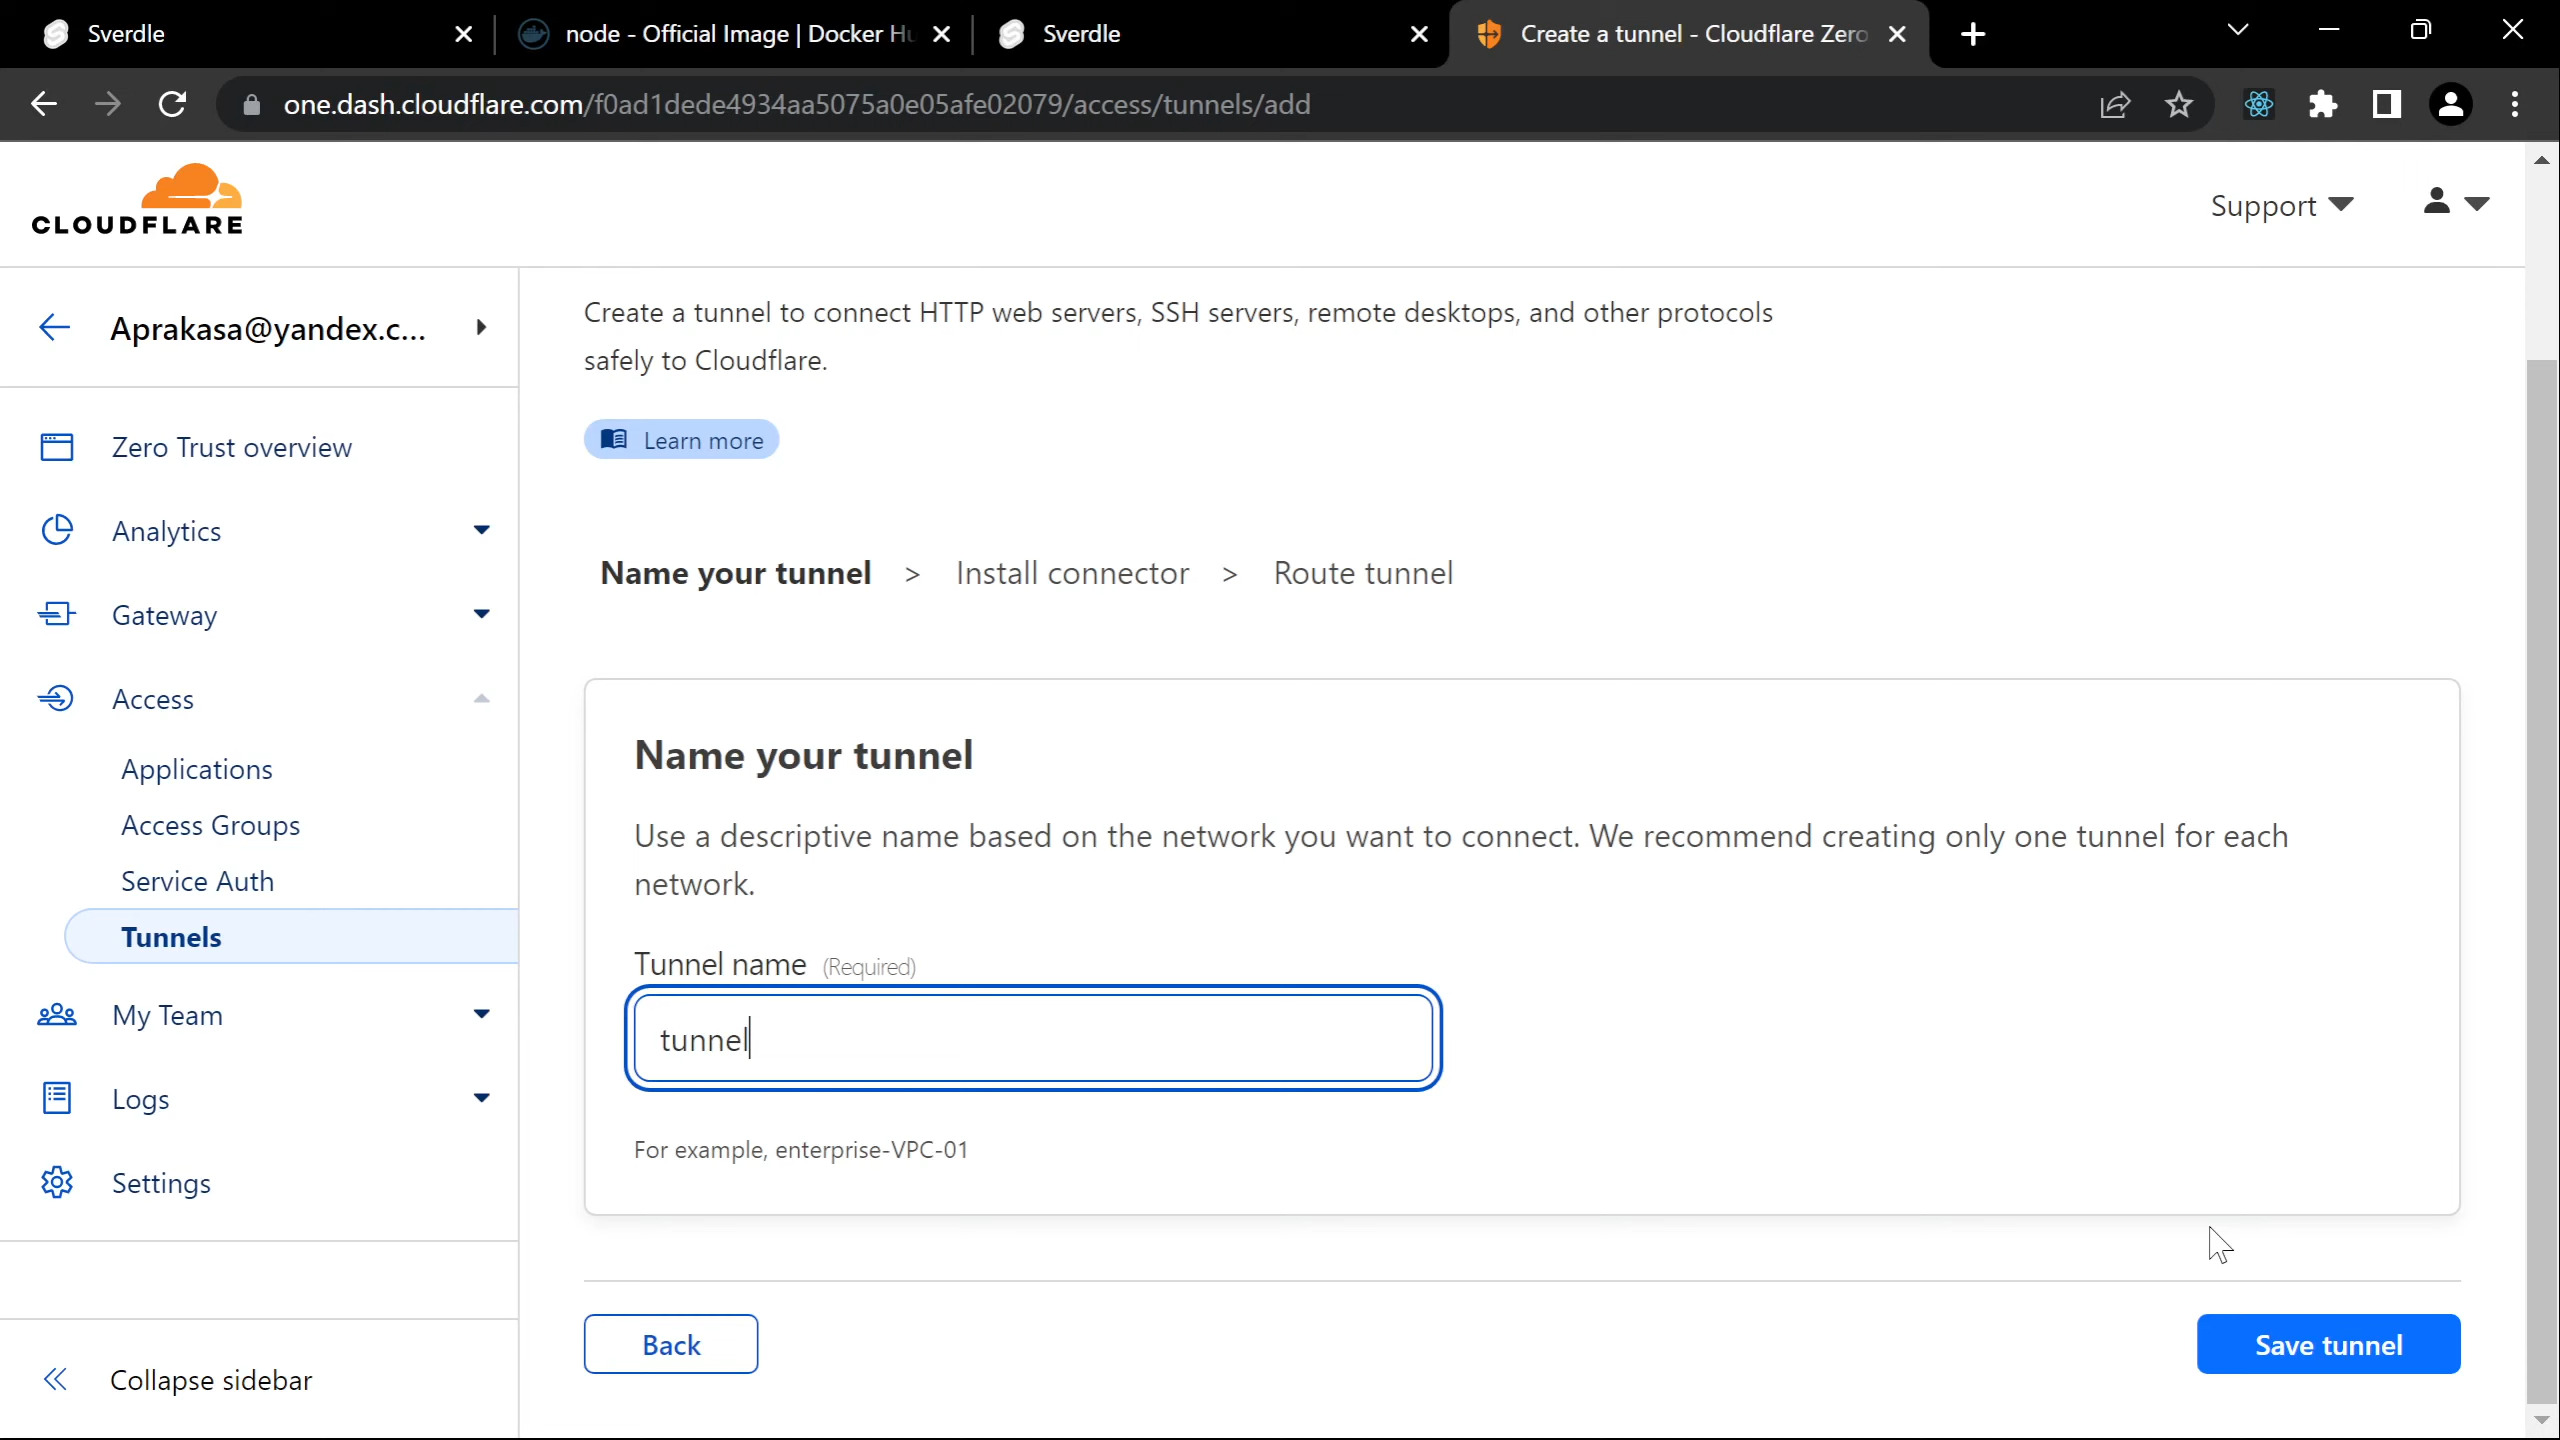 Sverdle
node - Official Image | Docker Hu
Sverdle
Create a tunnel - Cloudflare Zero
one.dash.cloudflare.com/f0ad1dede4934aa5075a0e05afe02079/access/tunnels/add
CLOUDFLARE
Support
Aprakasa@yandex.c...
Zero Trust overview
Analytics
Gateway
Access
Applications
Access Groups
Service Auth
Tunnels
My Team
Logs
Settings
Collapse sidebar
Create a tunnel to connect HTTP web servers, SSH servers, remote desktops, and other protocols
safely to Cloudflare.
Learn more
Name your tunnel > Install connector > Route tunnel
Name your tunnel
Use a descriptive name based on the network you want to connect. We recommend creating only one tunnel for each
network.
Tunnel name (Required)
tunnel
For example, enterprise-VPC-01
Back
Save tunnel